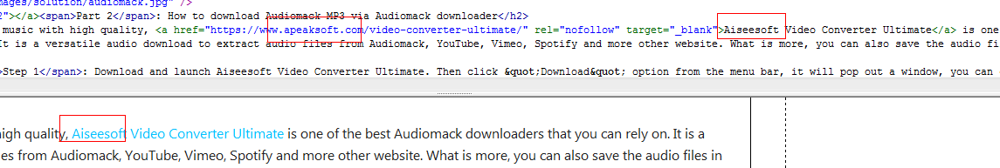 mages/solution/audiomack.jpg" />
2"></a><span>Part 2</span>: How to download Audiomack MP3 via Audiomack downloader</h2>
music with high quality, <a href="https://www.apeaksoft.com/video-converter-ultimate/" rel="nofollow" target="_blank">Aiseesoft Video Converter Ultimate</a> is one
It is a versatile audio download to extract audio files from Audiomack, YouTube, Vimeo, Spotify and more other website. What is more, you can also save the audio fi
>Step 1</span>: Download and launch Aiseesoft Video Converter Ultimate. Then click &quot;Download&quot; option from the menu bar, it will pop out a window, you can
high quality, Aiseesoft Video Converter Ultimate is one of the best Audiomack downloaders that you can rely on. It is a
es from Audiomack, YouTube, Vimeo, Spotify and more other website. What is more, you can also save the audio files in